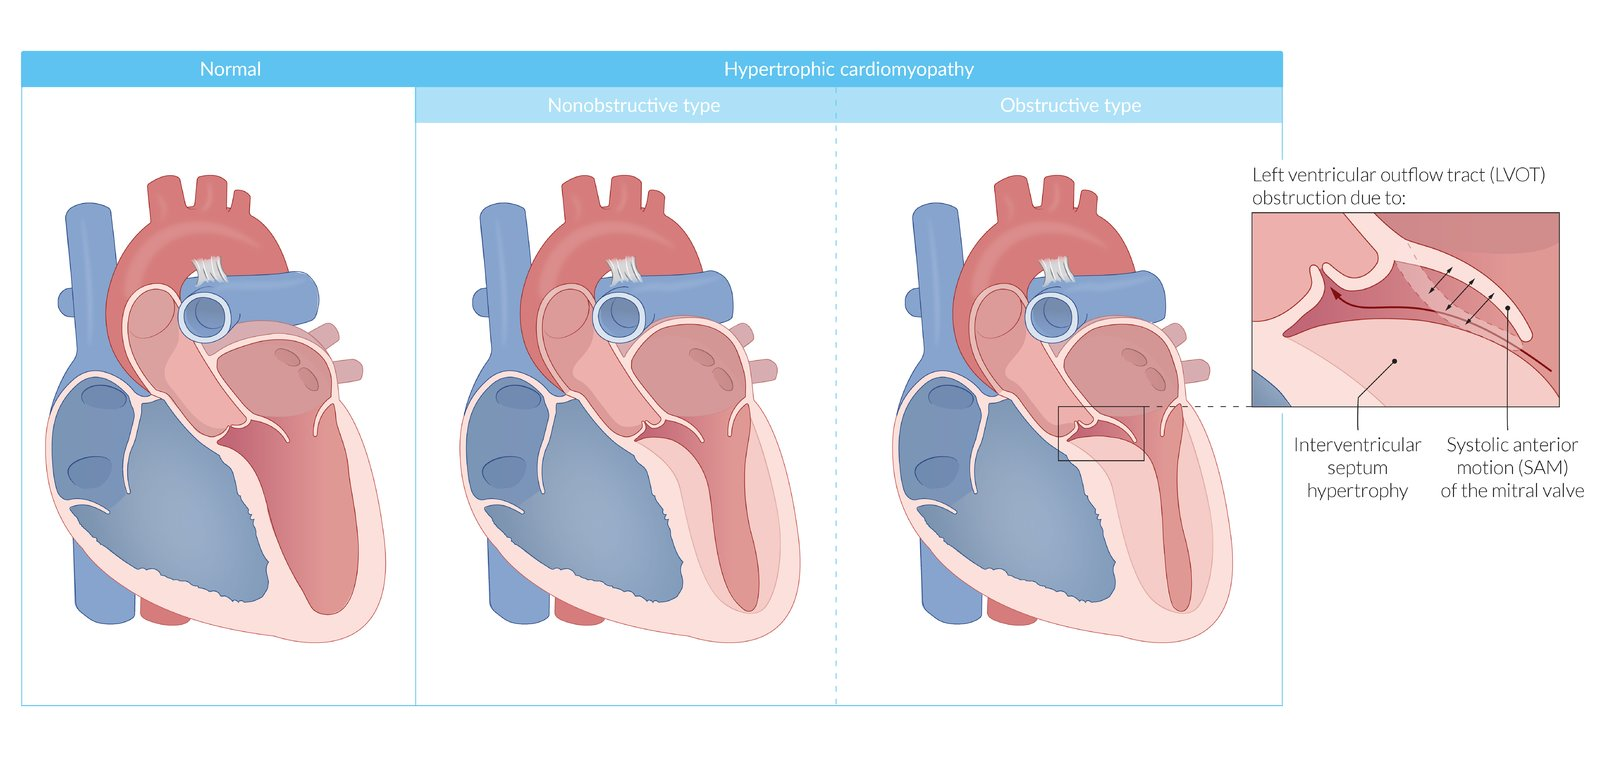 Normal
Hypertrophic cardiomyopathy
Nonobstructive type
Obstructive type
Left ventricular outflow tract (LVOT)
obstruction due to:
Interventricular
septum
hypertrophy
Systolic anterior
motion (SAM)
of the mitral valve